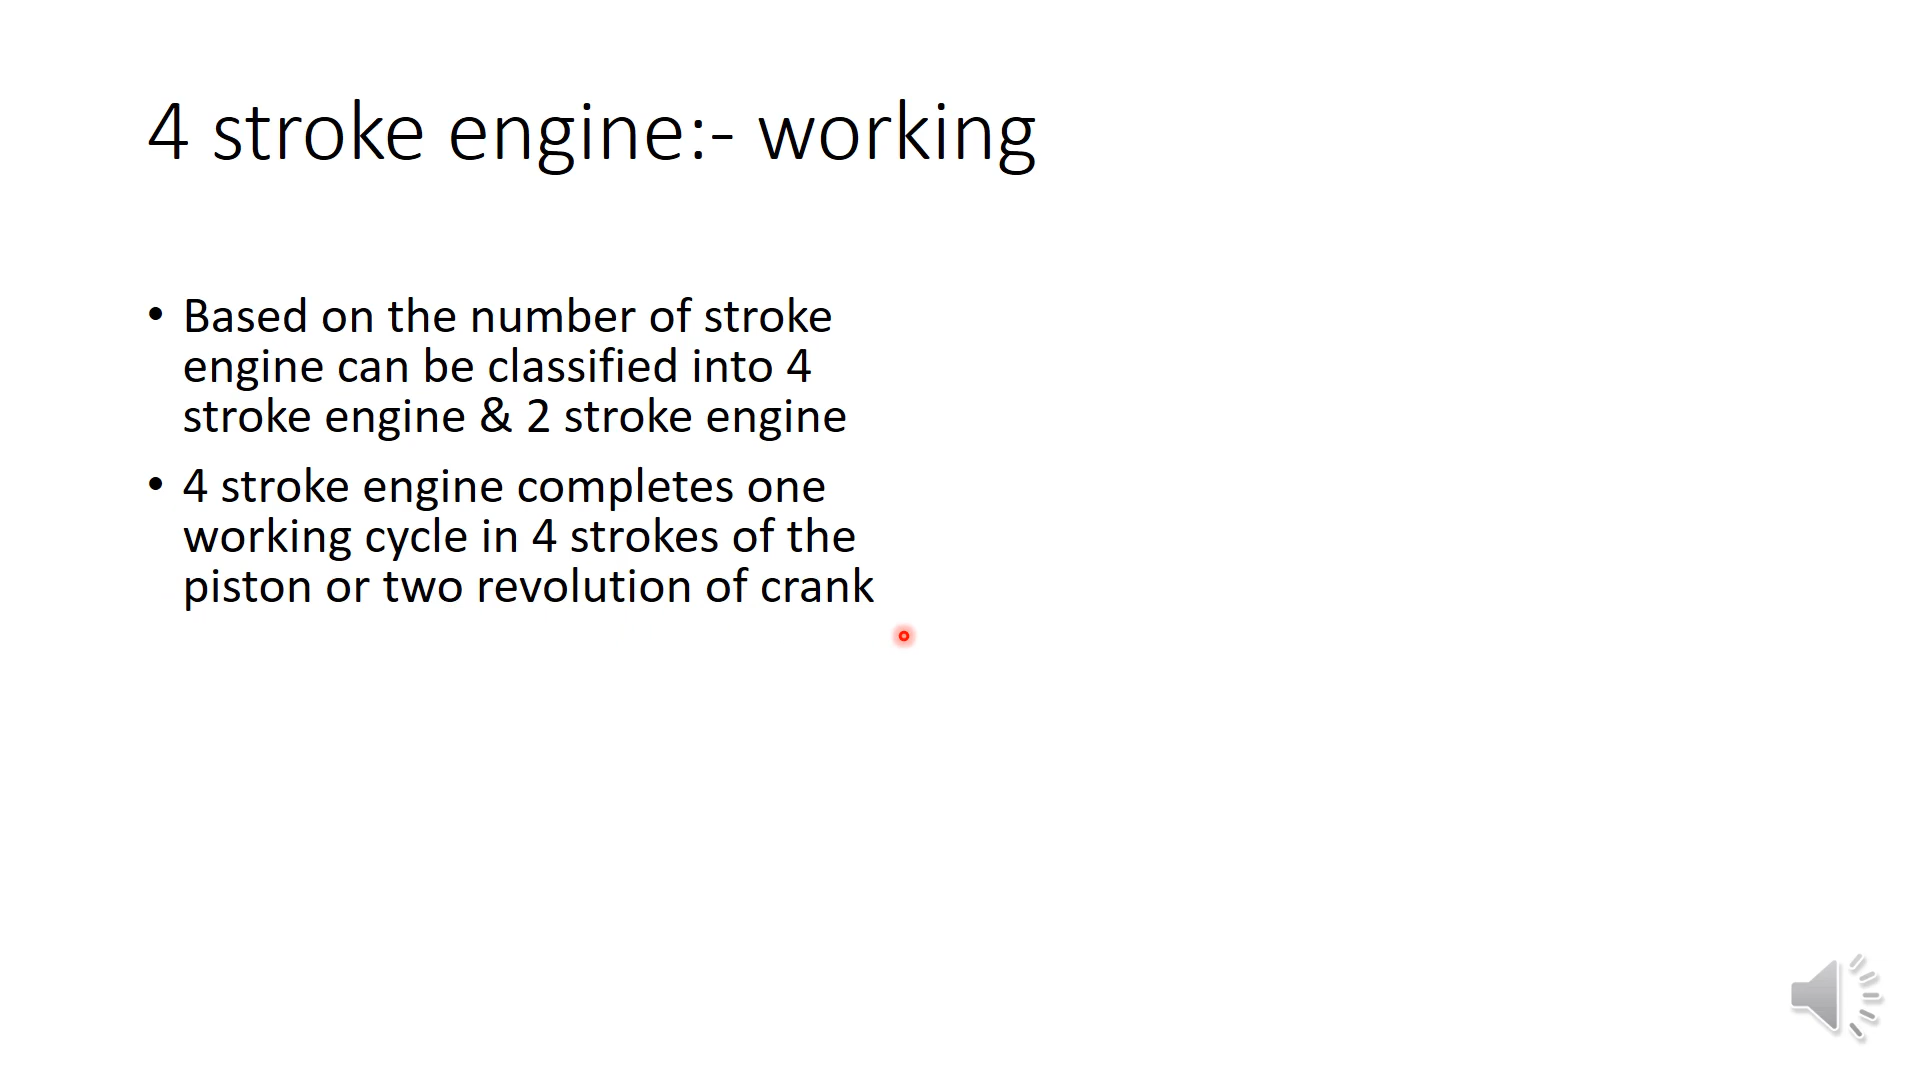 4 stroke engine:- working
• Based on the number of stroke
engine can be classified into 4
stroke engine & 2 stroke engine
• 4 stroke engine completes one
working cycle in 4 strokes of the
piston or two revolution of crank